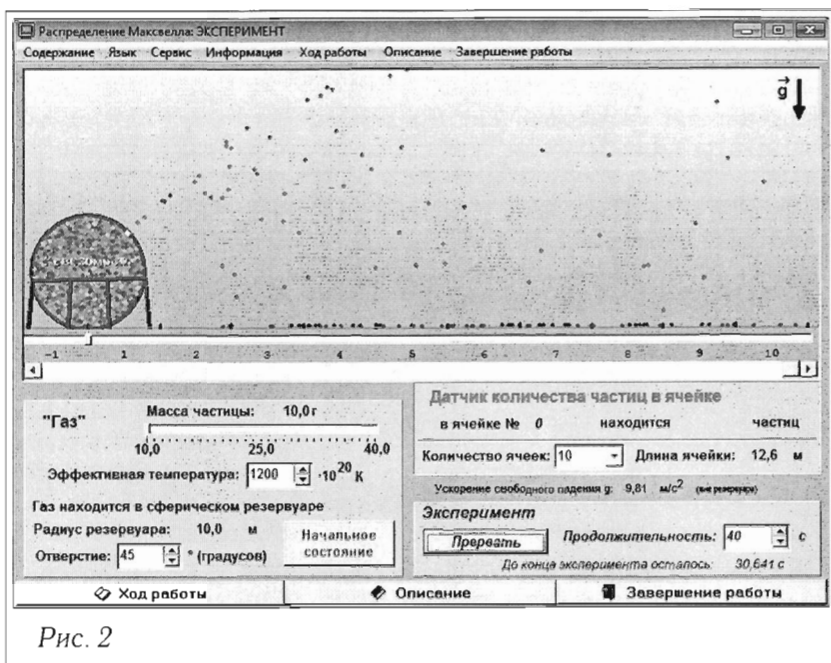 Распределение Максвелла: ЭКСПЕРИМЕНТ
Содержание Язык Сервис Информация Ход работы Описание Завершение работы
g
-1 1 2 3 4 5 6 7 8 9 10
"Газ"
Масса частицы: 10,0 г
10,0 25,0 40,0
Эффективная температура: 1200 ·10²⁰ К
Газ находится в сферическом резервуаре
Радиус резервуара: 10,0 м
Отверстие: 45 ° (градусов)
Начальное
состояние
Датчик количества частиц в ячейке
в ячейке № 0 находится частиц
Количество ячеек: 10 Длина ячейки: 12,6 м
Ускорение свободного падения g: 9,81 м/с²
Эксперимент
Прервать Продолжительность: 40 с
До конца эксперимента осталось: 30,641 с
Ход работы Описание Завершение работы
Рис. 2